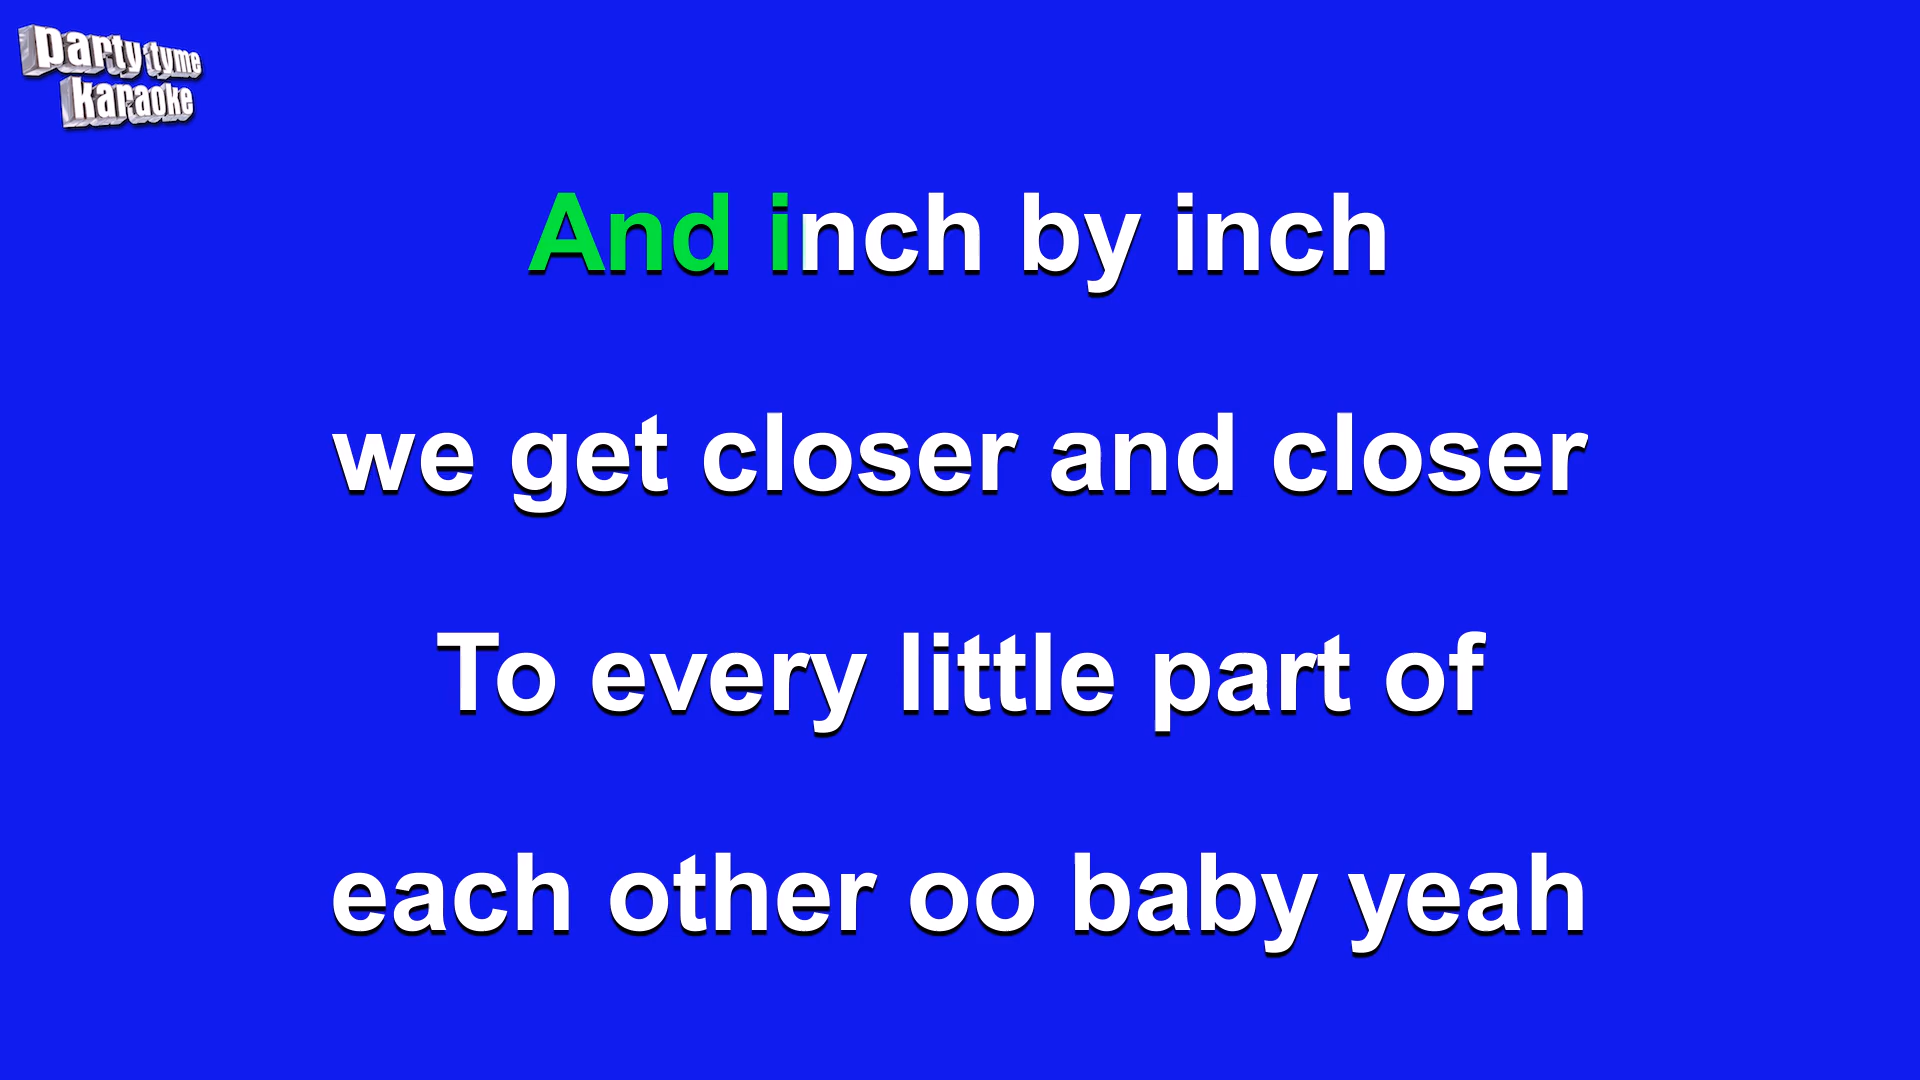 party tyme
karaoke
And inch by inch
we get closer and closer
To every little part of
each other oo baby yeah